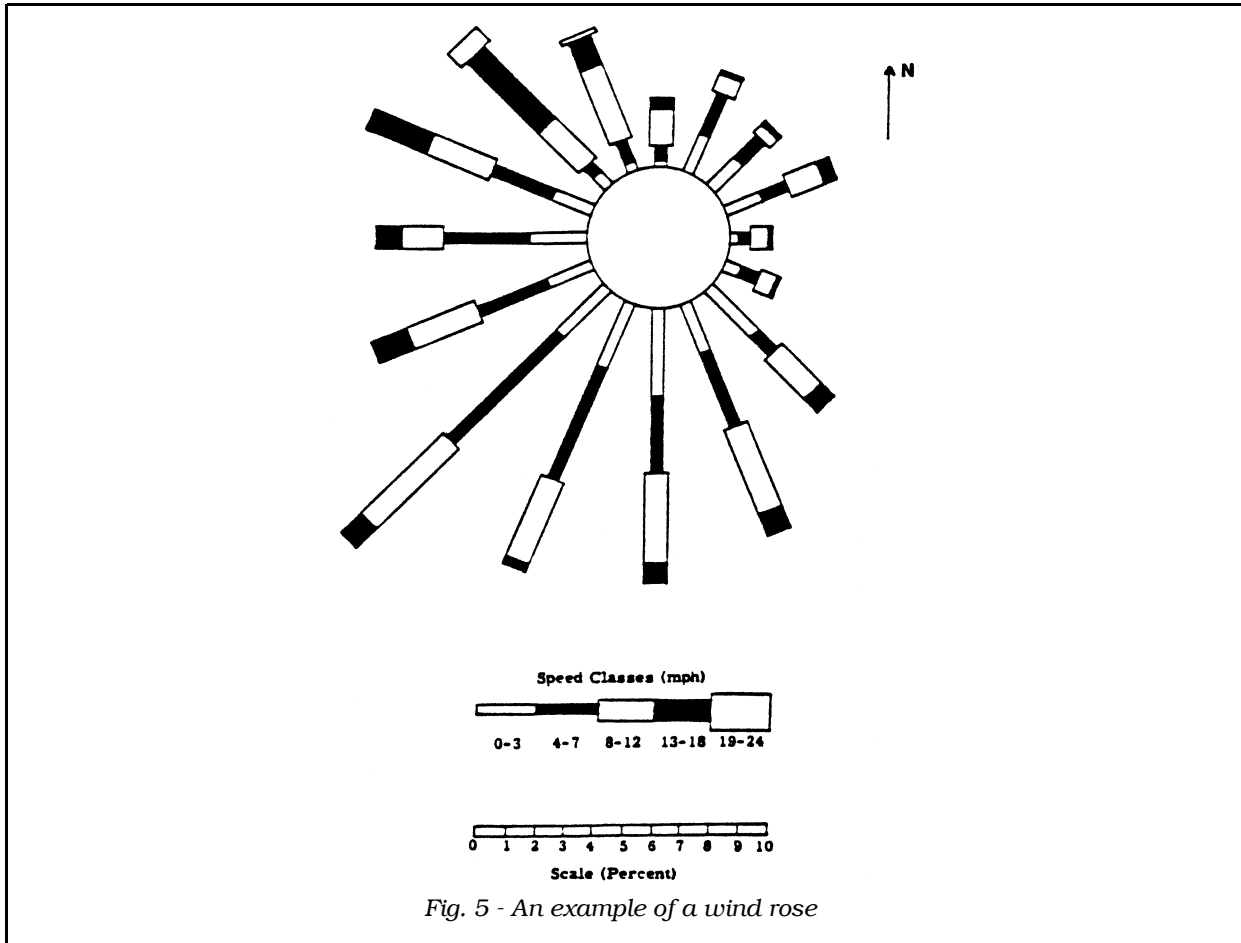 N
Speed Classes (mph)
0-3 4-7 8-12 13-18 19-24
0 1 2 3 4 5 6 7 8 9 10
Scale (Percent)
Fig. 5 - An example of a wind rose